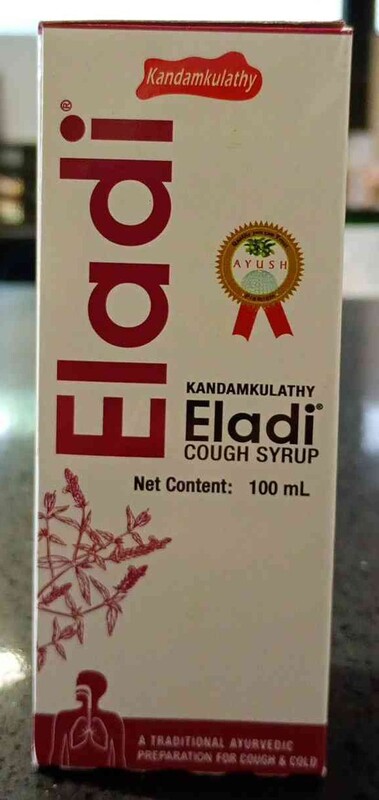 Kandamkulathy
Eladi®
AYUSH
KANDAMKULATHY
Eladi®
COUGH SYRUP
Net Content: 100 mL
A TRADITIONAL AYURVEDIC
PREPARATION FOR COUGH & COLD